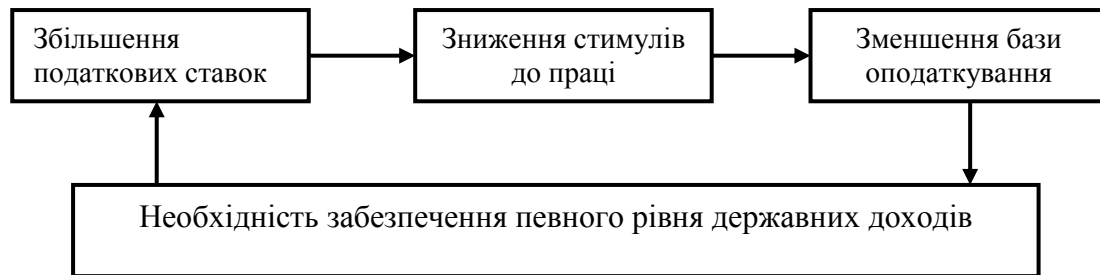 Збільшення
податкових ставок
Зниження стимулів
до праці
Зменшення бази
оподаткування
Необхідність забезпечення певного рівня державних доходів